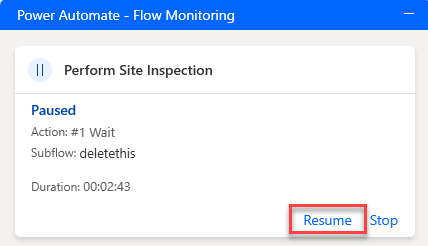 Power Automate - Flow Monitoring
Perform Site Inspection
Paused
Action: #1 Wait
Subflow: deletethis
Duration: 00:02:43
Resume Stop